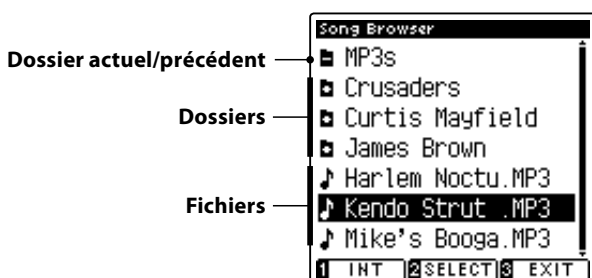 Song Browser
Dossier actuel/précédent
MP3s
Dossiers
Crusaders
Curtis Mayfield
James Brown
Fichiers
Harlem Noctu.MP3
Kendo Strut .MP3
Mike's Booga.MP3
1 INT 2 SELECT 3 EXIT